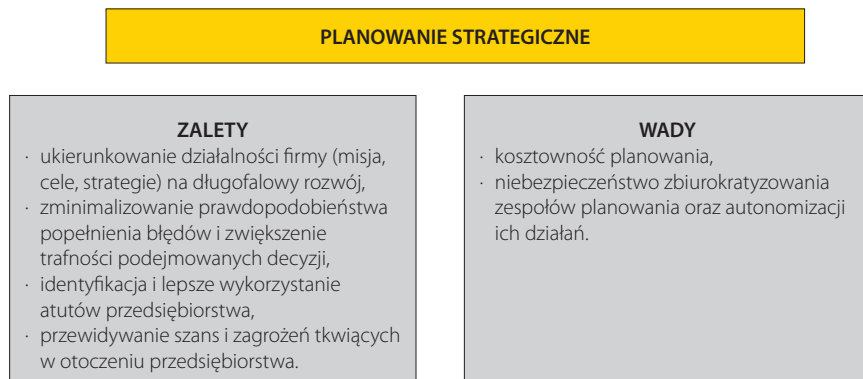 PLANOWANIE STRATEGICZNE
ZALETY
· ukierunkowanie działalności firmy (misja,
cele, strategie) na długofalowy rozwój,
· zminimalizowanie prawdopodobieństwa
popełnienia błędów i zwiększenie
trafności podejmowanych decyzji,
· identyfikacja i lepsze wykorzystanie
atutów przedsiębiorstwa,
· przewidywanie szans i zagrożeń tkwiących
w otoczeniu przedsiębiorstwa.
WADY
· kosztowność planowania,
· niebezpieczeństwo zbiurokratyzowania
zespołów planowania oraz autonomizacji
ich działań.